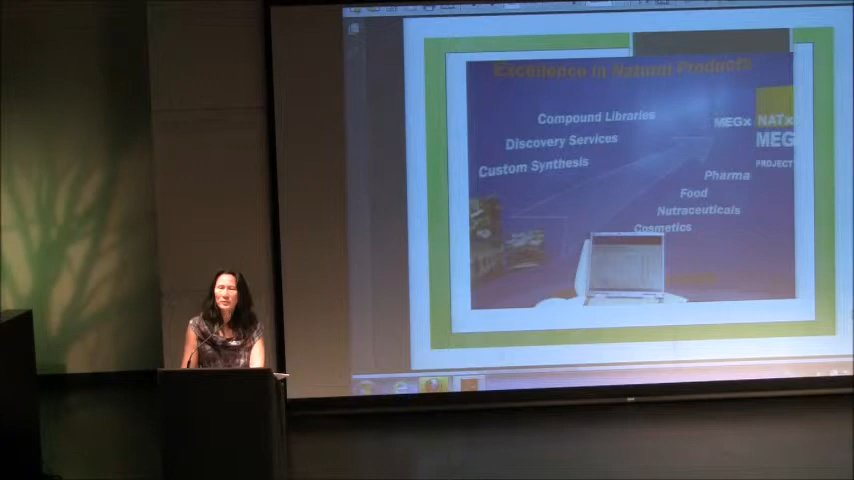 Excellence in Natural Products
Compound Libraries
Discovery Services
Custom Synthesis
MEGx
NATx
MEG
PROJECT
Pharma
Food
Nutraceuticals
Cosmetics